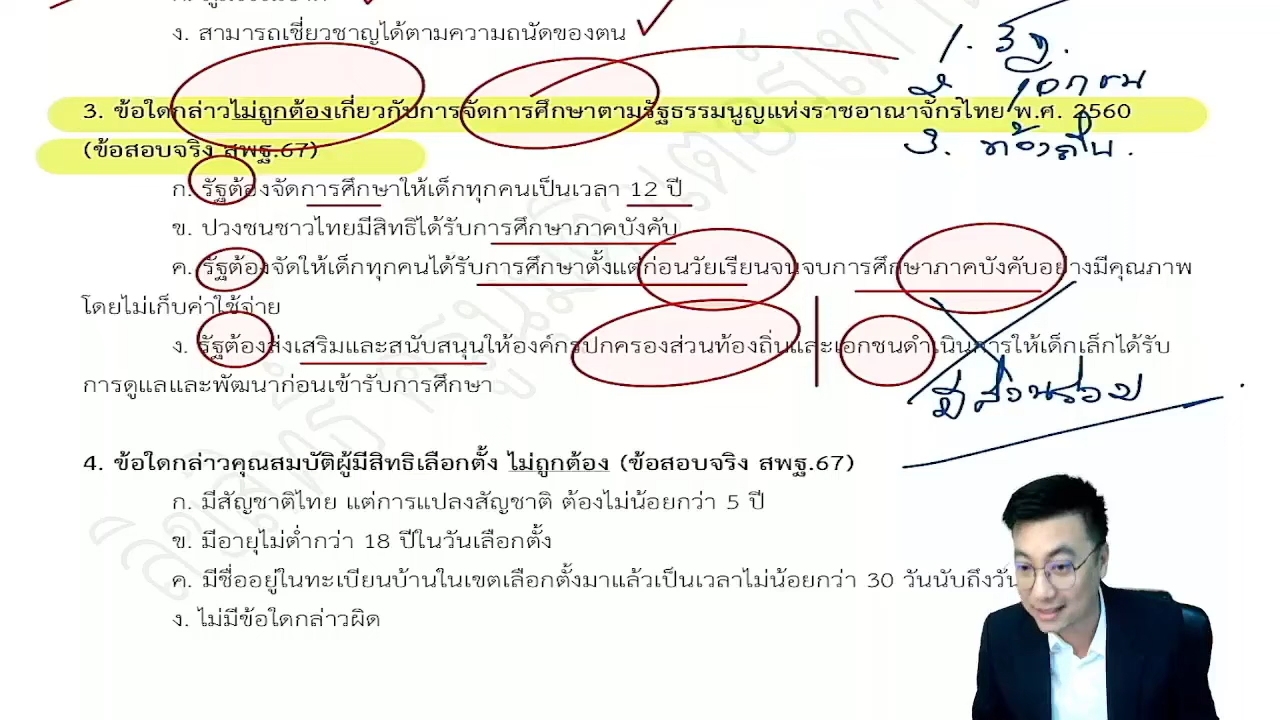 ง. สามารถเชี่ยวชาญได้ตามความถนัดของตน
1. รัฐ.
2. เอกชน
3. ท้องถิ่น.
3. ข้อใดกล่าวไม่ถูกต้องเกี่ยวกับการจัดการศึกษาตามรัฐธรรมนูญแห่งราชอาณาจักรไทย พ.ศ. 2560
(ข้อสอบจริง สพฐ.67)
ก. รัฐต้องจัดการศึกษาให้เด็กทุกคนเป็นเวลา 12 ปี
ข. ปวงชนชาวไทยมีสิทธิได้รับการศึกษาภาคบังคับ
ค. รัฐต้องจัดให้เด็กทุกคนได้รับการศึกษาตั้งแต่ก่อนวัยเรียนจนจบการศึกษาภาคบังคับอย่างมีคุณภาพ
โดยไม่เก็บค่าใช้จ่าย
ง. รัฐต้องส่งเสริมและสนับสนุนให้องค์กรปกครองส่วนท้องถิ่นและเอกชนดำเนินการให้เด็กเล็กได้รับ
การดูแลและพัฒนาก่อนเข้ารับการศึกษา
มีส่วนร่วม
4. ข้อใดกล่าวคุณสมบัติผู้มีสิทธิเลือกตั้ง ไม่ถูกต้อง (ข้อสอบจริง สพฐ.67)
ก. มีสัญชาติไทย แต่การแปลงสัญชาติ ต้องไม่น้อยกว่า 5 ปี
ข. มีอายุไม่ต่ำกว่า 18 ปีในวันเลือกตั้ง
ค. มีชื่ออยู่ในทะเบียนบ้านในเขตเลือกตั้งมาแล้วเป็นเวลาไม่น้อยกว่า 30 วันนับถึงวัน
ง. ไม่มีข้อใดกล่าวผิด